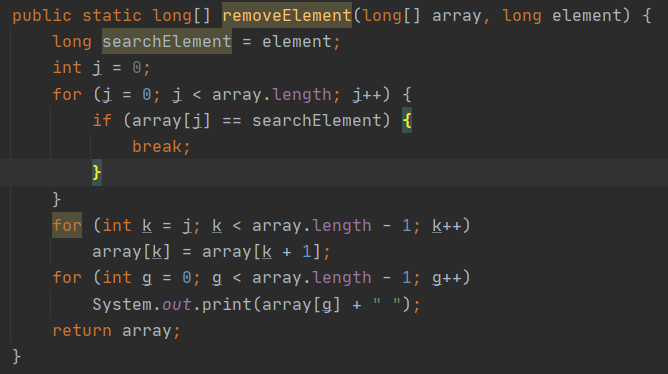 public static long[] removeElement(long[] array, long element) {
    long searchElement = element;
    int j = 0;
    for (j = 0; j < array.length; j++) {
        if (array[j] == searchElement) {
            break;
        }
    }
    for (int k = j; k < array.length - 1; k++)
        array[k] = array[k + 1];
    for (int g = 0; g < array.length - 1; g++)
        System.out.print(array[g] + " ");
    return array;
}